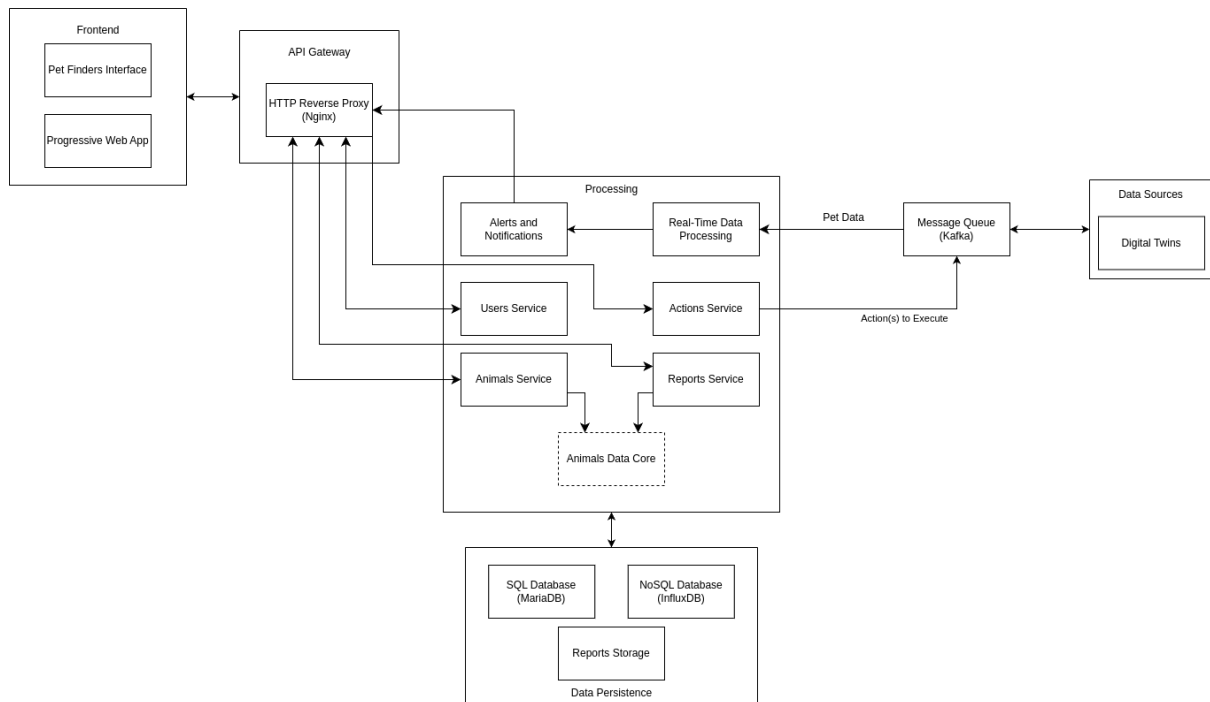 Frontend
Pet Finders Interface
Progressive Web App
API Gateway
HTTP Reverse Proxy
(Nginx)
Processing
Alerts and
Notifications
Real-Time Data
Processing
Users Service
Actions Service
Animals Service
Reports Service
Animals Data Core
Pet Data
Action(s) to Execute
Message Queue
(Kafka)
Data Sources
Digital Twins
SQL Database
(MariaDB)
NoSQL Database
(InfluxDB)
Reports Storage
Data Persistence